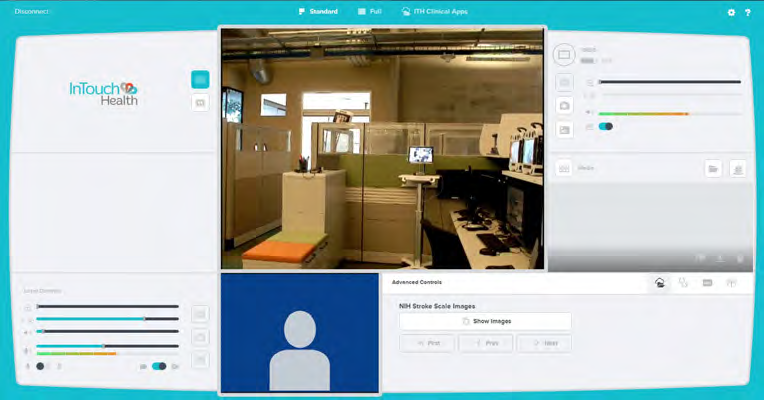 Disconnect
Standard
Full
ITH Clinical Apps
?
InTouch
Health
Media
Local Controls
Advanced Controls
NIH Stroke Scale Images
Show Images
First
Prev
Next